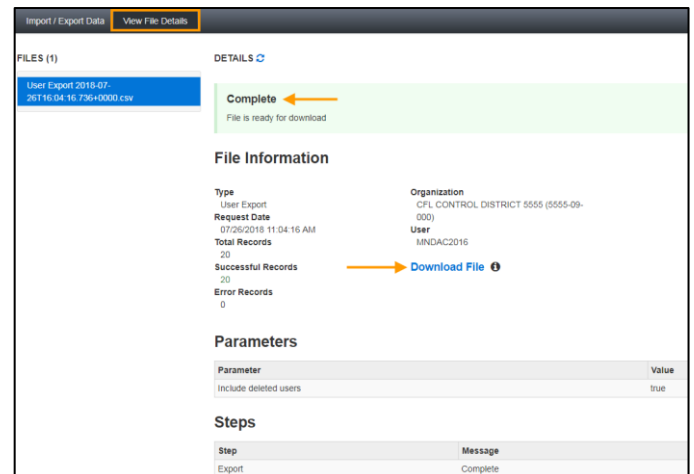 Import / Export Data View File Details
FILES (1)
User Export 2018-07-
26T16:04:16.736+0000.csv
DETAILS
Complete
File is ready for download
File Information
Type
User Export
Request Date
07/26/2018 11:04:16 AM
Total Records
20
Successful Records
20
Error Records
0
Organization
CFL CONTROL DISTRICT 5555 (5555-09-
000)
User
MNDAC2016
Download File
Parameters
Parameter Value
Include deleted users true
Steps
Step Message
Export Complete